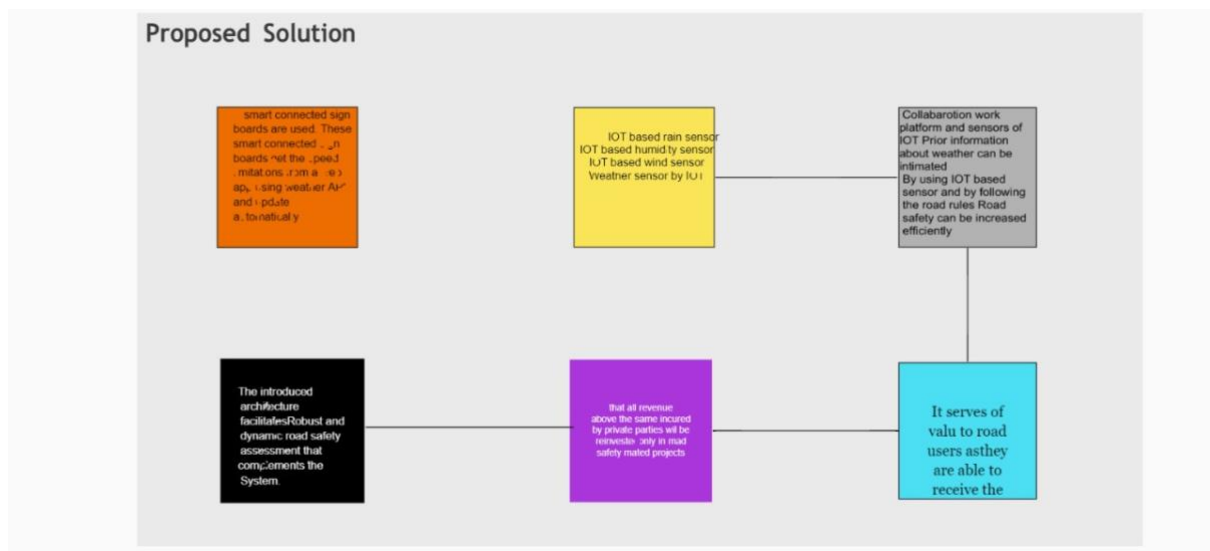 Proposed Solution
smart connected sign
boards are used. These
smart connected
boards the
and
IOT based rain sensor
IOT based humidity sensor
IOT based wind sensor
Weather sensor by IOT
Collabarotion work
platform and sensors of
IOT Prior information
about weather can be
intimated
By using IOT based
sensor and by following
the road rules Road
safety can be increased
efficiently
The introduced
architecture
facilitatesRobust and
dynamic road safety
assessment that
complements the
System.
that all revenue
above the same incured
by private parties wil be
only in
safety mated projects
It serves of
valu to road
users asthey
are able to
receive the